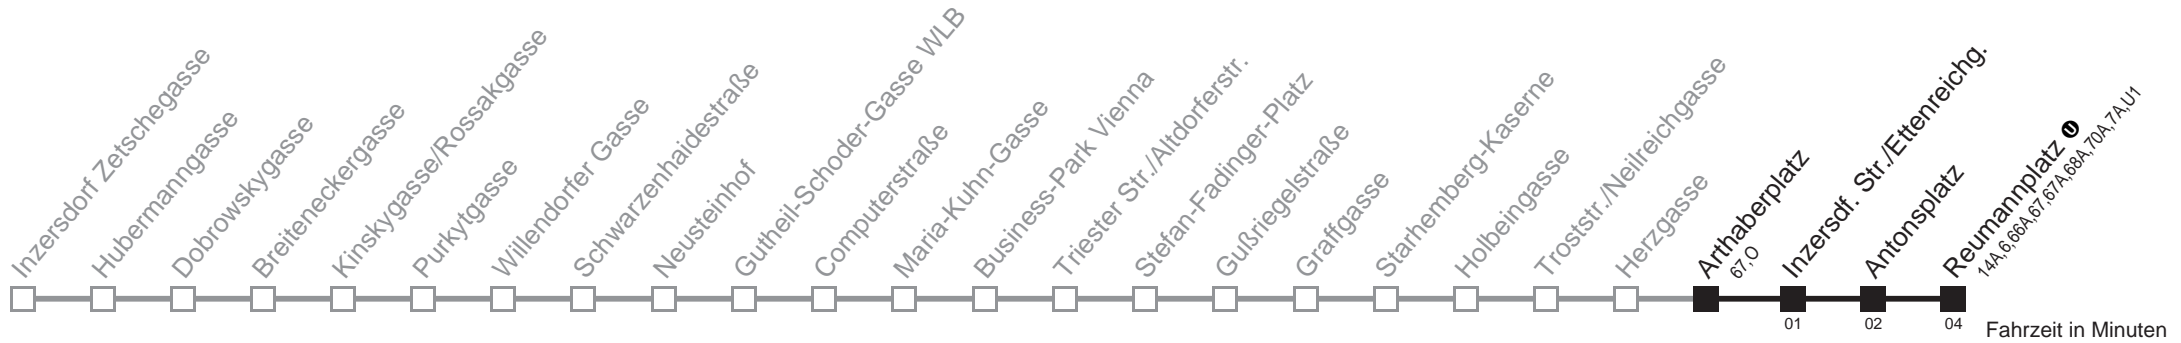 Inzersdorf Zetschegasse
Hubermanngasse
Dobrowskygasse
Breiteneckergasse
Kinskygasse/Rossakgasse
Purkytgasse
Willendorfer Gasse
Schwarzenhaidestraße
Neusteinhof
Gutheil-Schoder-Gasse WLB
Computerstraße
Maria-Kuhn-Gasse
Business-Park Vienna
Triester Str./Altdorferstr.
Stefan-Fadinger-Platz
Gußriegelstraße
Graffgasse
Starhemberg-Kaserne
Holbeingasse
Troststr./Neilreichgasse
Herzgasse
Arthaberplatz
67,O
Inzersdf. Str./Ettenreichg.
Antonsplatz
Reumannplatz U
14A,6,66A,67,67A,68A,70A,7A,U1
01
02
04
Fahrzeit in Minuten